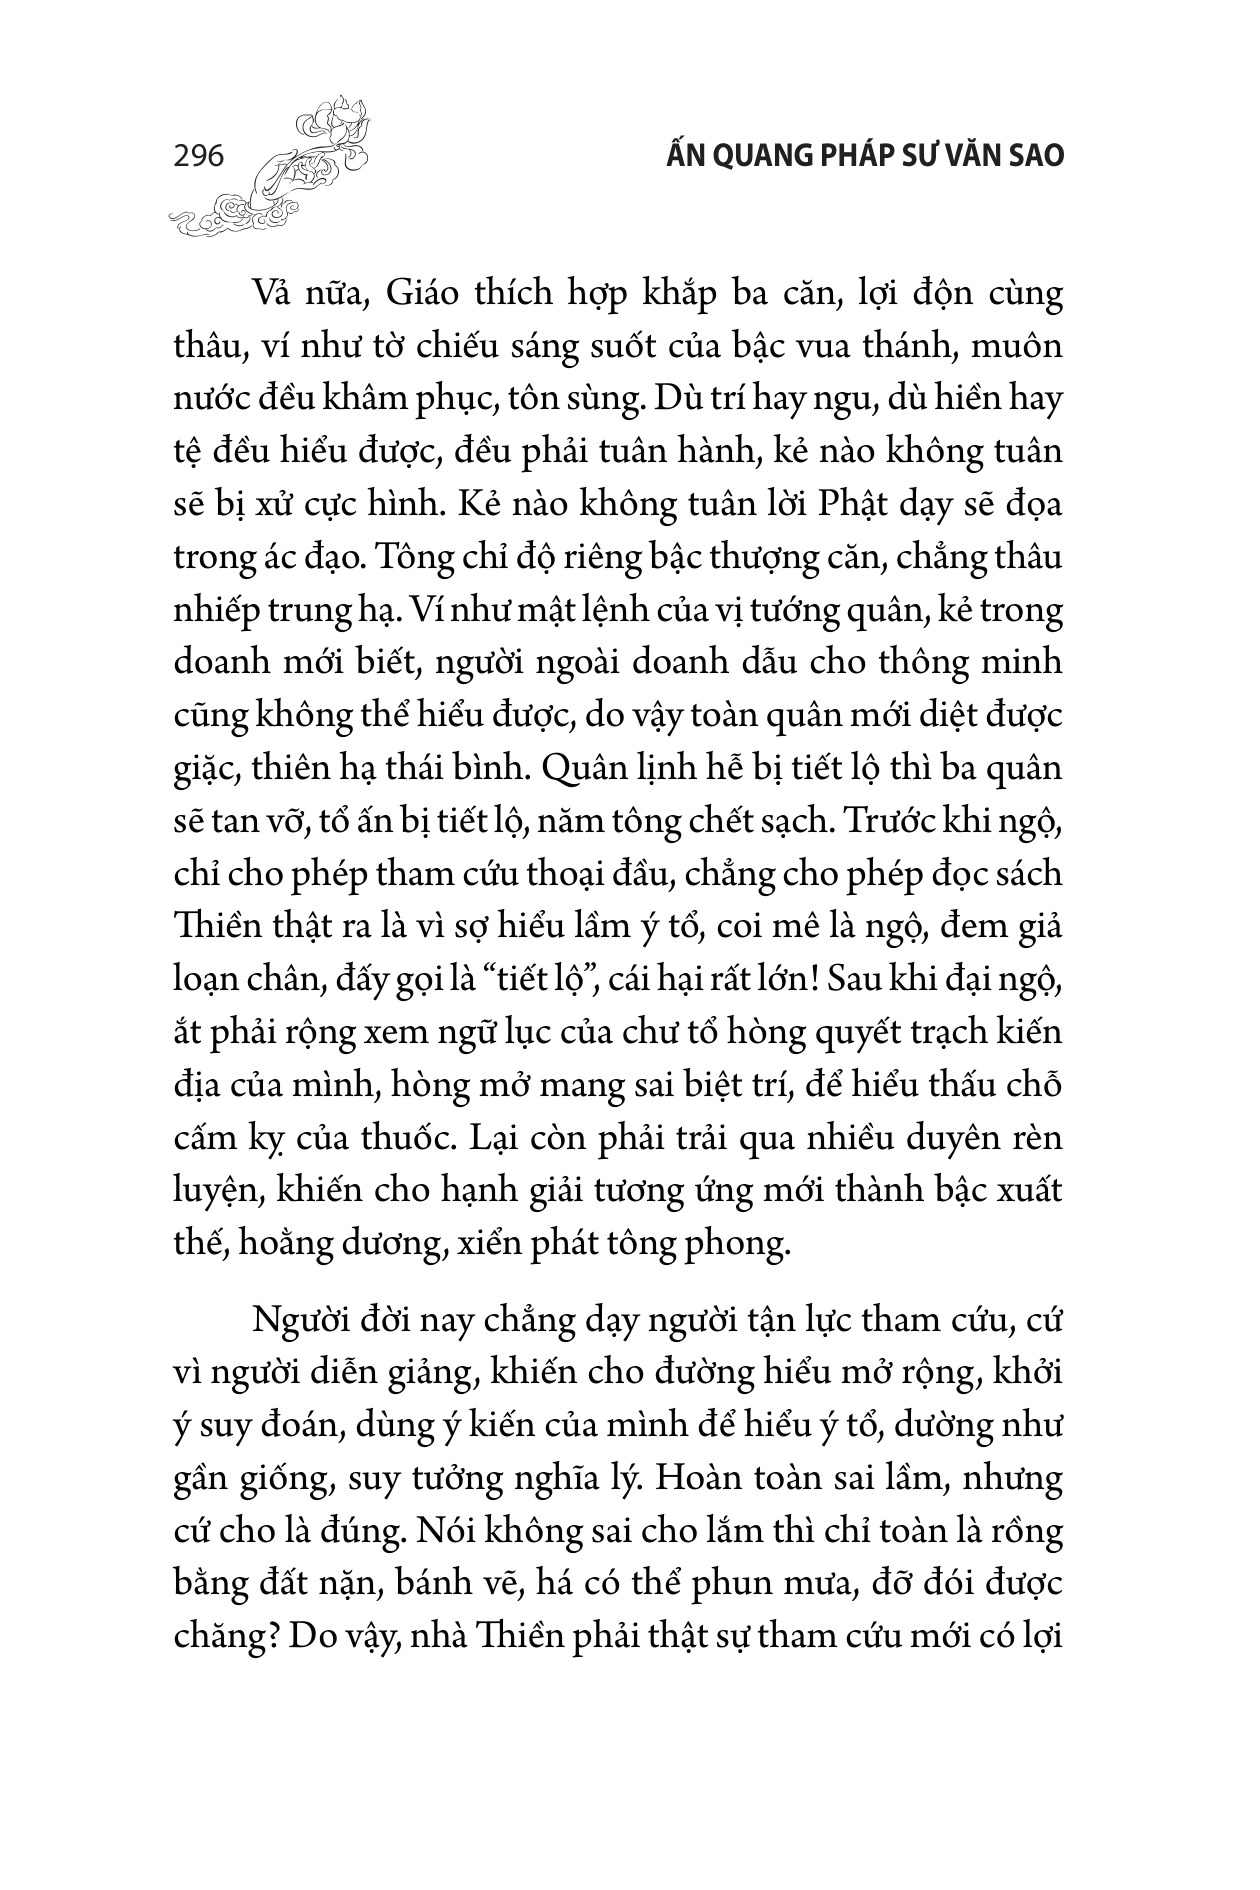 296
ẤN QUANG PHÁP SƯ VĂN SAO
Vả nữa, Giáo thích hợp khắp ba căn, lợi độn cùng
thâu, ví như tờ chiếu sáng suốt của bậc vua thánh, muôn
nước đều khâm phục, tôn sùng. Dù trí hay ngu, dù hiền hay
tệ đều hiểu được, đều phải tuân hành, kẻ nào không tuân
sẽ bị xử cực hình. Kẻ nào không tuân lời Phật dạy sẽ đọa
trong ác đạo. Tông chỉ độ riêng bậc thượng căn, chẳng thâu
nhiếp trung hạ. Ví như mật lệnh của vị tướng quân, kẻ trong
doanh mới biết, người ngoài doanh dẫu cho thông minh
cũng không thể hiểu được, do vậy toàn quân mới diệt được
giặc, thiên hạ thái bình. Quân lịnh hễ bị tiết lộ thì ba quân
sẽ tan vỡ, tổ ấn bị tiết lộ, năm tông chết sạch. Trước khi ngộ,
chỉ cho phép tham cứu thoại đầu, chẳng cho phép đọc sách
Thiền thật ra là vì sợ hiểu lầm ý tổ, coi mê là ngộ, đem giả
loạn chân, đấy gọi là “tiết lộ”, cái hại rất lớn! Sau khi đại ngộ,
ắt phải rộng xem ngữ lục của chư tổ hòng quyết trạch kiến
địa của mình, hòng mở mang sai biệt trí, để hiểu thấu chỗ
cấm kỵ của thuốc. Lại còn phải trải qua nhiều duyên rèn
luyện, khiến cho hạnh giải tương ứng mới thành bậc xuất
thế, hoằng dương, xiển phát tông phong.
Người đời nay chẳng dạy người tận lực tham cứu, cứ
vì người diễn giảng, khiến cho đường hiểu mở rộng, khởi
ý suy đoán, dùng ý kiến của mình để hiểu ý tổ, dường như
gần giống, suy tưởng nghĩa lý. Hoàn toàn sai lầm, nhưng
cứ cho là đúng. Nói không sai cho lắm thì chỉ toàn là rồng
bằng đất nặn, bánh vẽ, há có thể phun mưa, đỡ đói được
chăng? Do vậy, nhà Thiền phải thật sự tham cứu mới có lợi